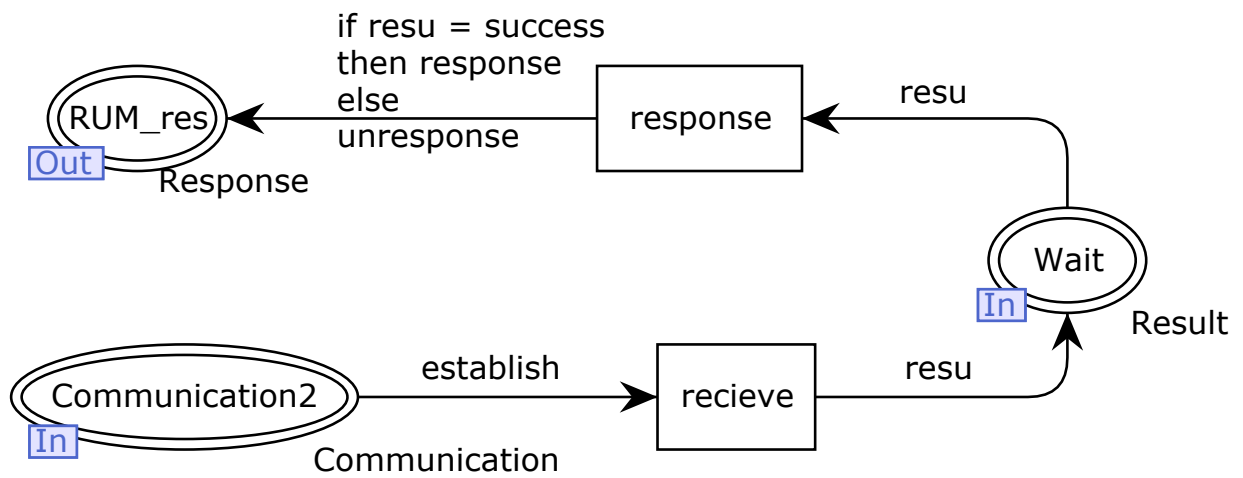 if resu = success
then response
else
unresponse
RUM_res
Out
Response
response
resu
Wait
In
Result
Communication2
In
Communication
establish
recieve
resu